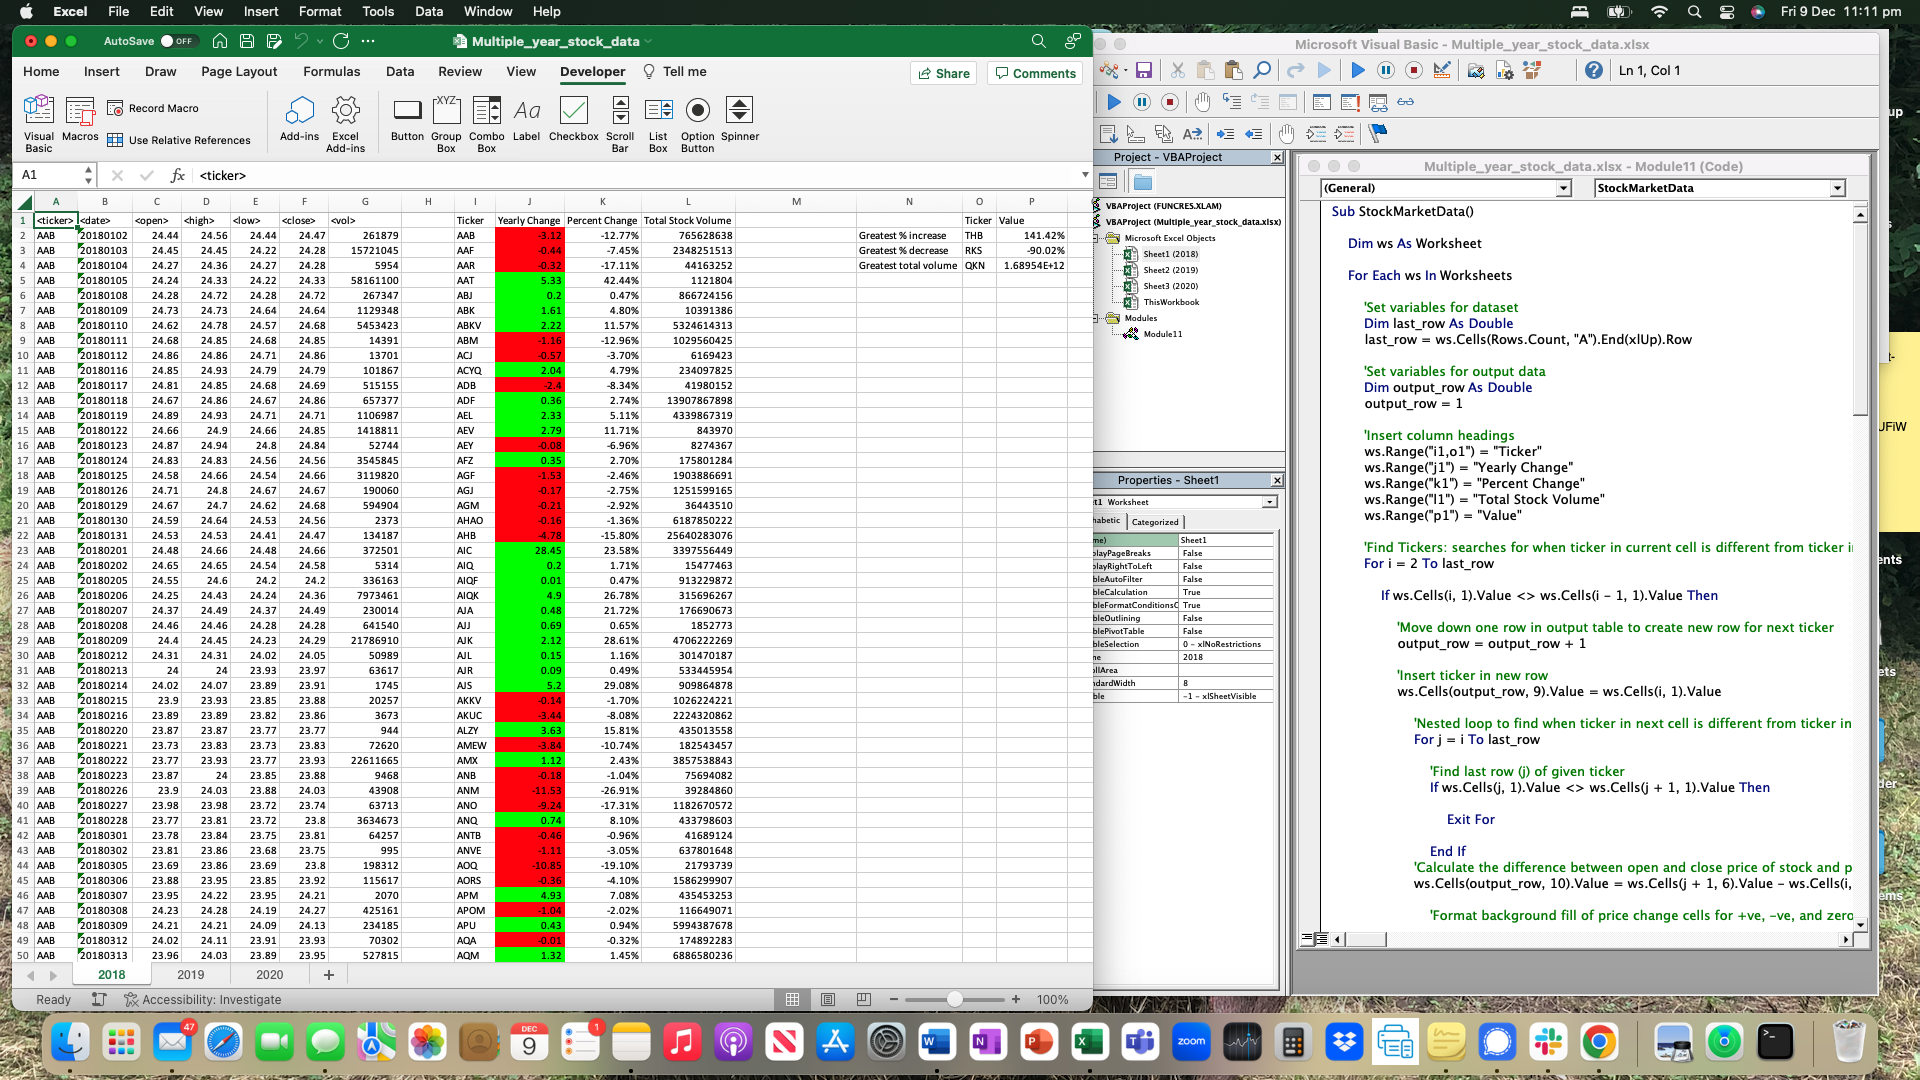 Excel File Edit View Insert Format Tools Data Window Help Fri 9 Dec 11:11 pm
AutoSave OFF Multiple_year_stock_data
Home Insert Draw Page Layout Formulas Data Review View Developer Tell me Share Comments
Visual Basic Macros Record Macro Use Relative References Add-ins Excel Add-ins Button Group Box Combo Box Label Checkbox Scroll Bar List Box Option Button Spinner
A1 fx <ticker>
A B C D E F G H I J K L M N O P
1 <ticker> <date> <open> <high> <low> <close> <vol> Ticker Yearly Change Percent Change Total Stock Volume Ticker Value
2 AAB 20180102 24.44 24.56 24.44 24.47 261879 AAB -3.12 -12.77% 765628638 Greatest % increase THB 141.42%
3 AAB 20180103 24.45 24.45 24.22 24.28 15721045 AAF -0.44 -7.45% 2348251513 Greatest % decrease RKS -90.02%
4 AAB 20180104 24.27 24.36 24.27 24.28 5954 AAR -0.32 -17.11% 44163252 Greatest total volume QKN 1.68954E+12
5 AAB 20180105 24.24 24.33 24.22 24.33 58161100 AAT 5.33 42.44% 1121804
6 AAB 20180108 24.28 24.72 24.28 24.72 267347 ABJ 0.2 0.47% 866724156
7 AAB 20180109 24.73 24.73 24.64 24.64 1129348 ABK 1.61 4.80% 10391386
8 AAB 20180110 24.62 24.78 24.57 24.68 5453423 ABKV 2.22 11.57% 5324614313
9 AAB 20180111 24.68 24.85 24.68 24.85 14391 ABM -1.16 -12.96% 1029560425
10 AAB 20180112 24.86 24.86 24.71 24.86 13701 ACJ -0.57 -3.70% 6169423
11 AAB 20180116 24.85 24.93 24.79 24.79 101867 ACYQ 2.04 4.79% 234097825
12 AAB 20180117 24.81 24.85 24.68 24.69 515155 ADB -2.4 -8.34% 41980152
13 AAB 20180118 24.67 24.86 24.67 24.86 657377 ADF 0.36 2.74% 13907867898
14 AAB 20180119 24.89 24.93 24.71 24.71 1106987 AEL 2.33 5.11% 4339867319
15 AAB 20180122 24.66 24.9 24.66 24.85 1418811 AEV 2.79 11.71% 843970
16 AAB 20180123 24.87 24.94 24.8 24.84 52744 AEY -0.08 -6.96% 8274367
17 AAB 20180124 24.83 24.83 24.56 24.56 3545845 AFZ 0.35 2.70% 175801284
18 AAB 20180125 24.58 24.66 24.54 24.66 3119820 AGF -1.53 -2.46% 1903886691
19 AAB 20180126 24.71 24.8 24.67 24.67 190060 AGJ -0.17 -2.75% 1251599165
20 AAB 20180129 24.67 24.7 24.62 24.68 594904 AGM -0.21 -2.92% 36443510
21 AAB 20180130 24.59 24.64 24.53 24.56 2373 AHAO -0.16 -1.36% 6187850222
22 AAB 20180131 24.53 24.53 24.41 24.47 134187 AHB -4.78 -15.80% 25640283076
23 AAB 20180201 24.48 24.66 24.48 24.66 372501 AIC 28.45 23.58% 3397556449
24 AAB 20180202 24.65 24.65 24.54 24.58 5314 AIQ 0.2 1.71% 15477463
25 AAB 20180205 24.55 24.6 24.2 24.2 336163 AIQF 0.01 0.47% 913229872
26 AAB 20180206 24.25 24.43 24.24 24.36 7973461 AIQK 4.9 26.78% 315696267
27 AAB 20180207 24.37 24.49 24.37 24.49 230014 AJA 0.48 21.72% 176690673
28 AAB 20180208 24.46 24.46 24.28 24.28 641540 AJJ 0.69 0.65% 1852773
29 AAB 20180209 24.4 24.45 24.23 24.29 21786910 AJK 2.12 28.61% 4706222269
30 AAB 20180212 24.31 24.31 24.02 24.05 50989 AJL 0.15 1.16% 301470187
31 AAB 20180213 24 24 23.93 23.97 63617 AJR 0.09 0.49% 533445954
32 AAB 20180214 24.02 24.07 23.89 23.91 1745 AJS 5.2 29.08% 909864878
33 AAB 20180215 23.9 23.93 23.85 23.88 20257 AKKV -0.14 -1.70% 1026224221
34 AAB 20180216 23.89 23.89 23.82 23.86 3673 AKUC -3.44 -8.08% 2224320862
35 AAB 20180220 23.87 23.87 23.77 23.77 944 ALZY 3.63 15.81% 435013558
36 AAB 20180221 23.73 23.83 23.73 23.83 72620 AMEW -3.84 -10.74% 182543457
37 AAB 20180222 23.77 23.93 23.77 23.93 22611665 AMX 1.12 2.43% 3857538843
38 AAB 20180223 23.87 24 23.85 23.88 9468 ANB -0.18 -1.04% 75694082
39 AAB 20180226 23.9 24.03 23.88 24.03 43908 ANM -11.53 -26.91% 39284860
40 AAB 20180227 23.98 23.98 23.72 23.74 63713 ANO -9.24 -17.31% 1182670572
41 AAB 20180228 23.77 23.81 23.72 23.8 3634673 ANQ 0.74 8.10% 433798603
42 AAB 20180301 23.78 23.84 23.75 23.81 64257 ANTB -0.46 -0.96% 41689124
43 AAB 20180302 23.81 23.86 23.68 23.75 995 ANVE -1.11 -3.05% 637801648
44 AAB 20180305 23.69 23.86 23.69 23.8 198312 AOQ -10.85 -19.10% 21793739
45 AAB 20180306 23.88 23.95 23.85 23.92 115617 AORS -0.36 -4.10% 1586299907
46 AAB 20180307 23.95 24.22 23.95 24.21 2070 APM 4.93 7.08% 435453253
47 AAB 20180308 24.23 24.28 24.19 24.27 425161 APOM -1.04 -2.02% 116649071
48 AAB 20180309 24.21 24.21 24.09 24.13 234185 APU 0.43 0.94% 5994387678
49 AAB 20180312 24.02 24.11 23.91 23.93 70302 AQA -0.01 -0.32% 174892283
50 AAB 20180313 23.96 24.03 23.89 23.95 527815 AQM 1.32 1.45% 6886580236
2018 2019 2020 +
Ready Accessibility: Investigate 100%
Microsoft Visual Basic - Multiple_year_stock_data.xlsx
Ln 1, Col 1
Project - VBAProject
VBAProject (FUNCRES.XLAM)
VBAProject (Multiple_year_stock_data.xlsx)
Microsoft Excel Objects
Sheet1 (2018)
Sheet2 (2019)
Sheet3 (2020)
ThisWorkbook
Modules
Module11
Properties - Sheet1
t1 Worksheet
habetic Categorized
me) Sheet1
playPageBreaks False
playRightToLeft False
bleAutoFilter False
bleCalculation True
bleFormatConditionsC True
bleOutlining False
blePivotTable False
bleSelection 0 - xlNoRestrictions
ne 2018
ollArea
ndardWidth 8
ble -1 - xlSheetVisible
Multiple_year_stock_data.xlsx - Module11 (Code)
(General) StockMarketData
Sub StockMarketData()
Dim ws As Worksheet
For Each ws In Worksheets
'Set variables for dataset
Dim last_row As Double
last_row = ws.Cells(Rows.Count, "A").End(xlUp).Row
'Set variables for output data
Dim output_row As Double
output_row = 1
'Insert column headings
ws.Range("i1,o1") = "Ticker"
ws.Range("j1") = "Yearly Change"
ws.Range("k1") = "Percent Change"
ws.Range("l1") = "Total Stock Volume"
ws.Range("p1") = "Value"
'Find Tickers: searches for when ticker in current cell is different from ticker i
For i = 2 To last_row
If ws.Cells(i, 1).Value <> ws.Cells(i - 1, 1).Value Then
'Move down one row in output table to create new row for next ticker
output_row = output_row + 1
'Insert ticker in new row
ws.Cells(output_row, 9).Value = ws.Cells(i, 1).Value
'Nested loop to find when ticker in next cell is different from ticker in
For j = i To last_row
'Find last row (j) of given ticker
If ws.Cells(j, 1).Value <> ws.Cells(j + 1, 1).Value Then
Exit For
End If
'Calculate the difference between open and close price of stock and p
ws.Cells(output_row, 10).Value = ws.Cells(j + 1, 6).Value - ws.Cells(i,
'Format background fill of price change cells for +ve, -ve, and zero
up
s
t-
UFiW
ents
ets
der
ems
47 DEC 9 1 zoom